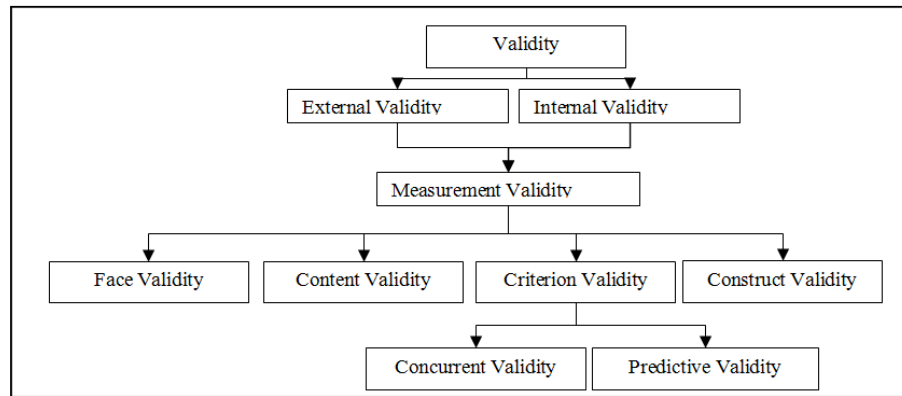 Validity
External Validity
Internal Validity
Measurement Validity
Face Validity
Content Validity
Criterion Validity
Construct Validity
Concurrent Validity
Predictive Validity